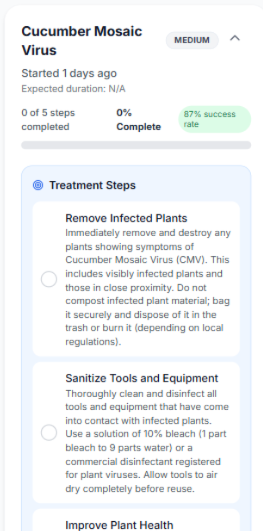 Cucumber Mosaic
Virus
MEDIUM
Started 1 days ago
Expected duration: N/A
0 of 5 steps
completed
0%
Complete
87% success
rate
Treatment Steps
Remove Infected Plants
Immediately remove and destroy any
plants showing symptoms of
Cucumber Mosaic Virus (CMV). This
includes visibly infected plants and
those in close proximity. Do not
compost infected plant material; bag
it securely and dispose of it in the
trash or burn it (depending on local
regulations).
Sanitize Tools and Equipment
Thoroughly clean and disinfect all
tools and equipment that have come
into contact with infected plants.
Use a solution of 10% bleach (1 part
bleach to 9 parts water) or a
commercial disinfectant registered
for plant viruses. Allow tools to air
dry completely before reuse.
Improve Plant Health